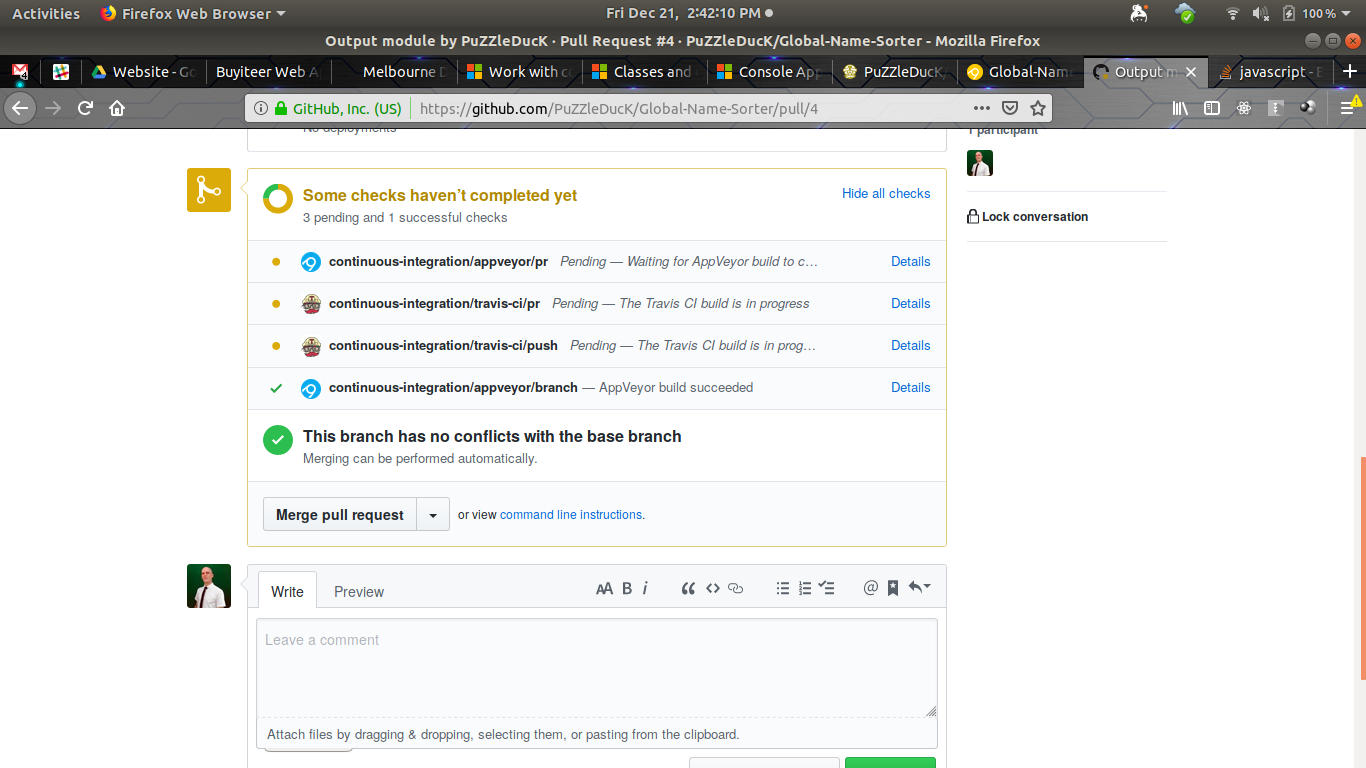 Activities Firefox Web Browser Fri Dec 21, 2:42:10 PM 100 %
Output module by PuZZleDucK · Pull Request #4 · PuZZleDucK/Global-Name-Sorter - Mozilla Firefox
4 Website - Go Buyiteer Web A Melbourne D Work with co Classes and Console App PuZZleDucK, Global-Nam Output m javascript - E
GitHub, Inc. (US) https://github.com/PuZZleDucK/Global-Name-Sorter/pull/4
No deployments
1 participant
Some checks haven’t completed yet
3 pending and 1 successful checks
Hide all checks
Lock conversation
continuous-integration/appveyor/pr Pending — Waiting for AppVeyor build to c… Details
continuous-integration/travis-ci/pr Pending — The Travis CI build is in progress Details
continuous-integration/travis-ci/push Pending — The Travis CI build is in prog… Details
continuous-integration/appveyor/branch — AppVeyor build succeeded Details
This branch has no conflicts with the base branch
Merging can be performed automatically.
Merge pull request or view command line instructions.
Write Preview AA B i @
Leave a comment
Attach files by dragging & dropping, selecting them, or pasting from the clipboard.